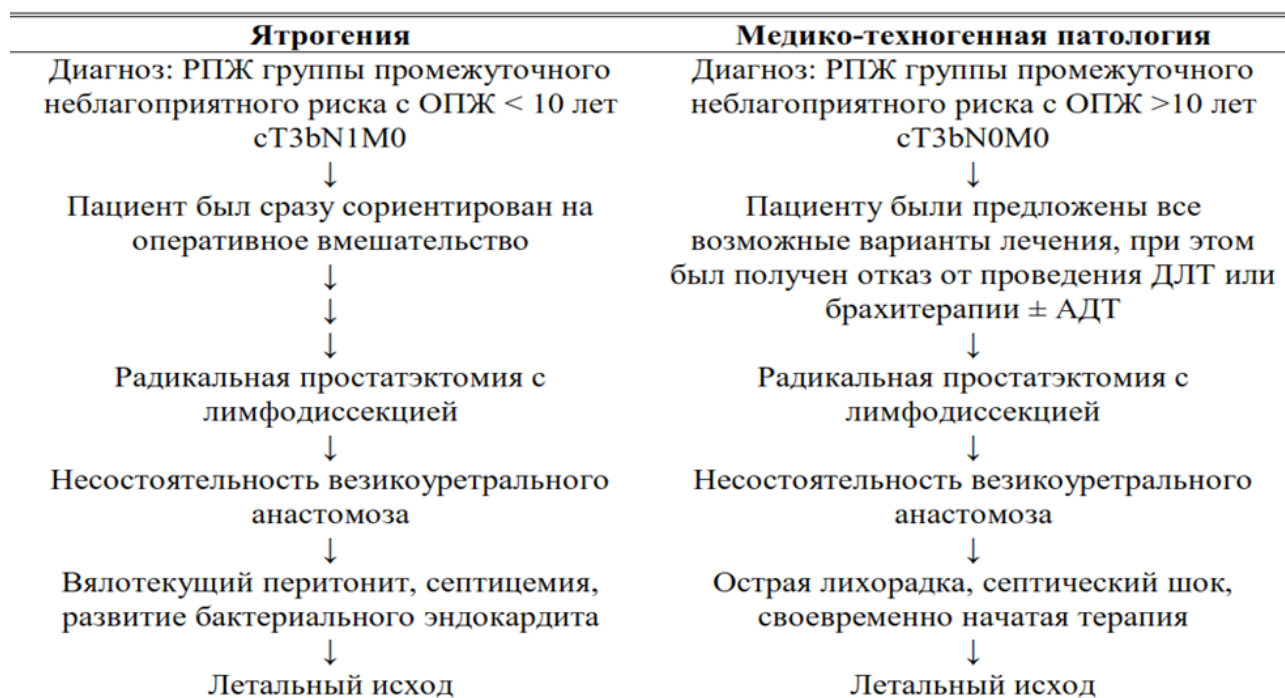 Ятрогения
Медико-техногенная патология
Диагноз: РПЖ группы промежуточного
неблагоприятного риска с ОПЖ < 10 лет
cT3bN1M0
↓
Пациент был сразу сориентирован на
оперативное вмешательство
↓
↓
↓
Радикальная простатэктомия с
лимфодиссекцией
↓
Несостоятельность везикоуретрального
анастомоза
↓
Вялотекущий перитонит, септицемия,
развитие бактериального эндокардита
↓
Летальный исход
Диагноз: РПЖ группы промежуточного
неблагоприятного риска с ОПЖ >10 лет
cT3bN0M0
↓
Пациенту были предложены все
возможные варианты лечения, при этом
был получен отказ от проведения ДЛТ или
брахитерапии ± АДТ
↓
Радикальная простатэктомия с
лимфодиссекцией
↓
Несостоятельность везикоуретрального
анастомоза
↓
Острая лихорадка, септический шок,
своевременно начатая терапия
↓
Летальный исход